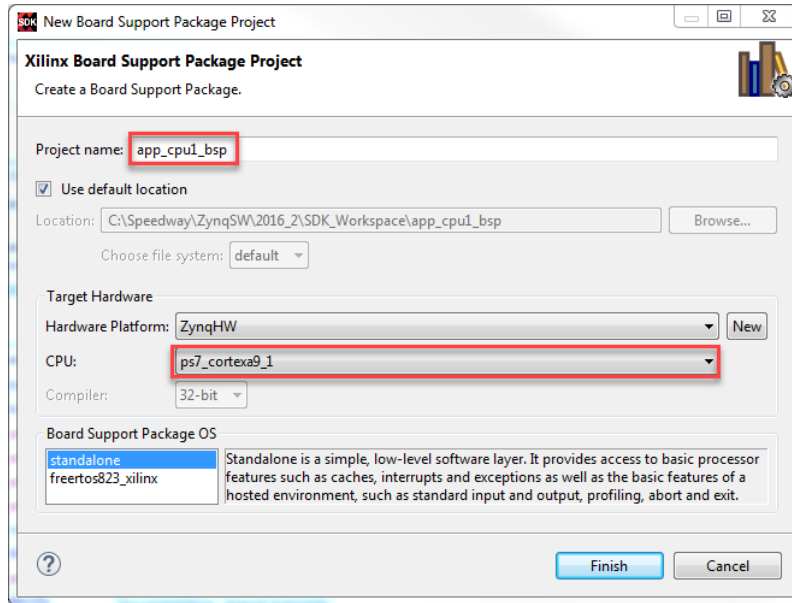 SDK New Board Support Package Project
Xilinx Board Support Package Project
Create a Board Support Package.
Project name: app_cpu1_bsp
Use default location
Location: C:\Speedway\ZynqSW\2016_2\SDK_Workspace\app_cpu1_bsp Browse...
Choose file system: default
Target Hardware
Hardware Platform: ZynqHW New
CPU: ps7_cortexa9_1
Compiler: 32-bit
Board Support Package OS
standalone
freertos823_xilinx
Standalone is a simple, low-level software layer. It provides access to basic processor
features such as caches, interrupts and exceptions as well as the basic features of a
hosted environment, such as standard input and output, profiling, abort and exit.
? Finish Cancel